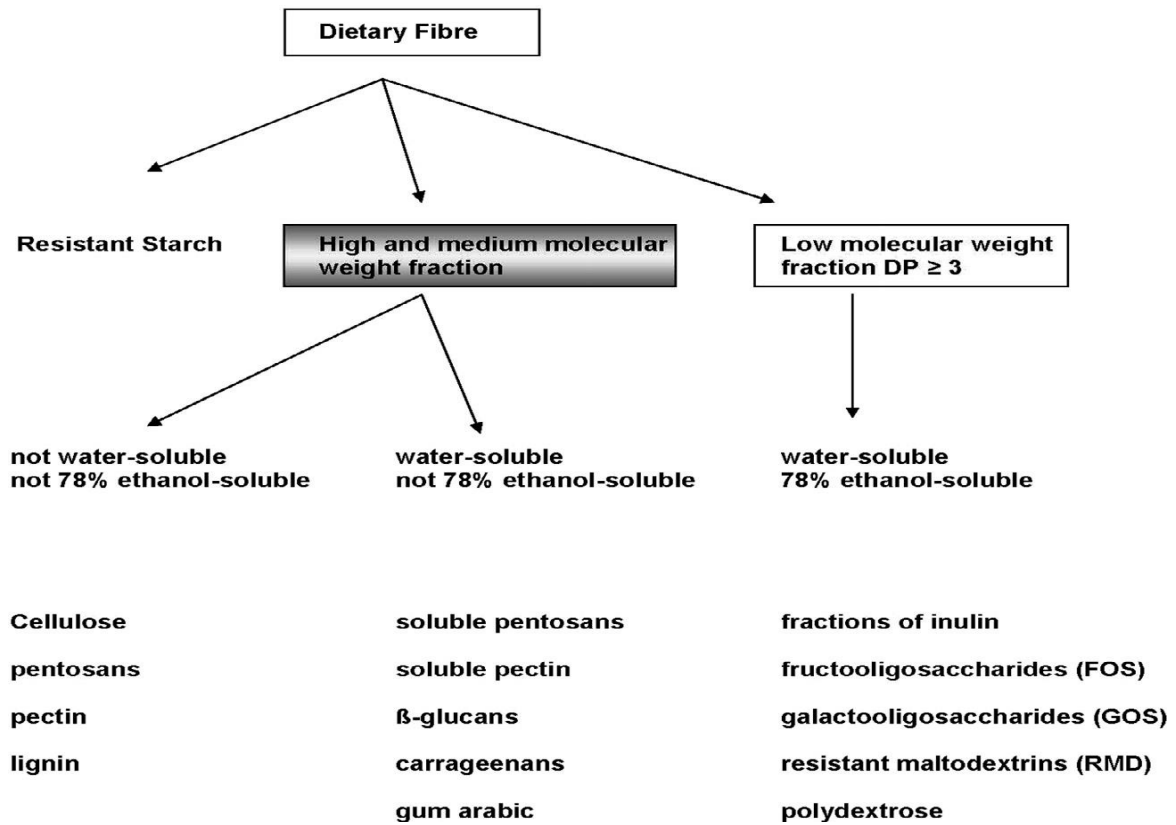 Dietary Fibre
Resistant Starch
High and medium molecular
weight fraction
Low molecular weight
fraction DP ≥ 3
not water-soluble
not 78% ethanol-soluble
water-soluble
not 78% ethanol-soluble
water-soluble
78% ethanol-soluble
Cellulose
pentosans
pectin
lignin
soluble pentosans
soluble pectin
ß-glucans
carrageenans
gum arabic
fractions of inulin
fructooligosaccharides (FOS)
galactooligosaccharides (GOS)
resistant maltodextrins (RMD)
polydextrose